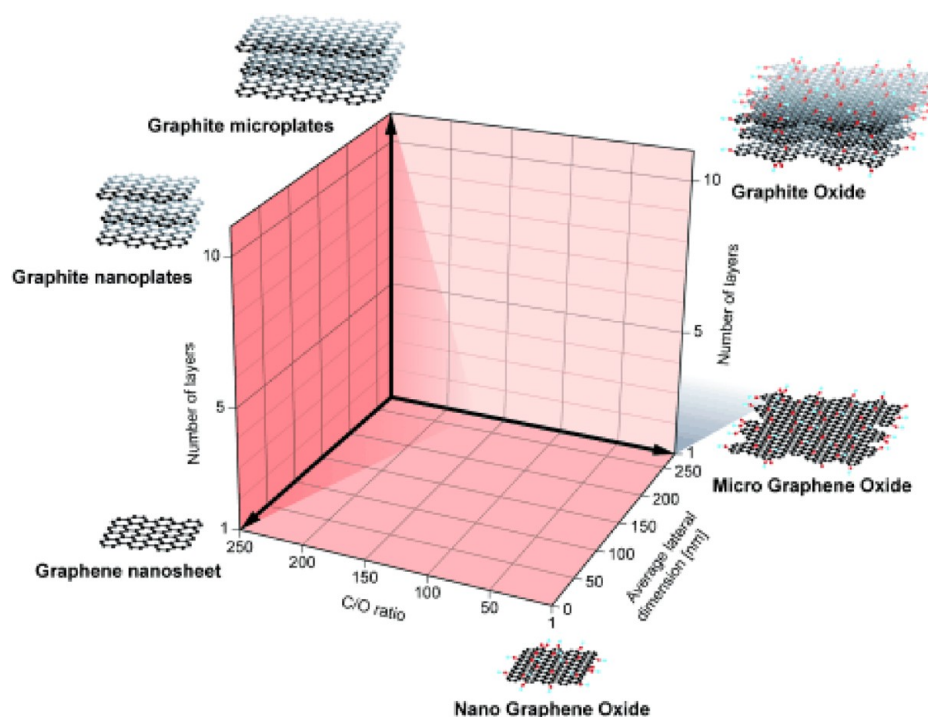 Graphite microplates
Graphite Oxide
Graphite nanoplates
10
5
1
Number of layers
10
5
1
Number of layers
Micro Graphene Oxide
Graphene nanosheet
250
200
150
100
50
1
C/O ratio
250
200
150
100
50
0
Average lateral
dimension [nm]
Nano Graphene Oxide